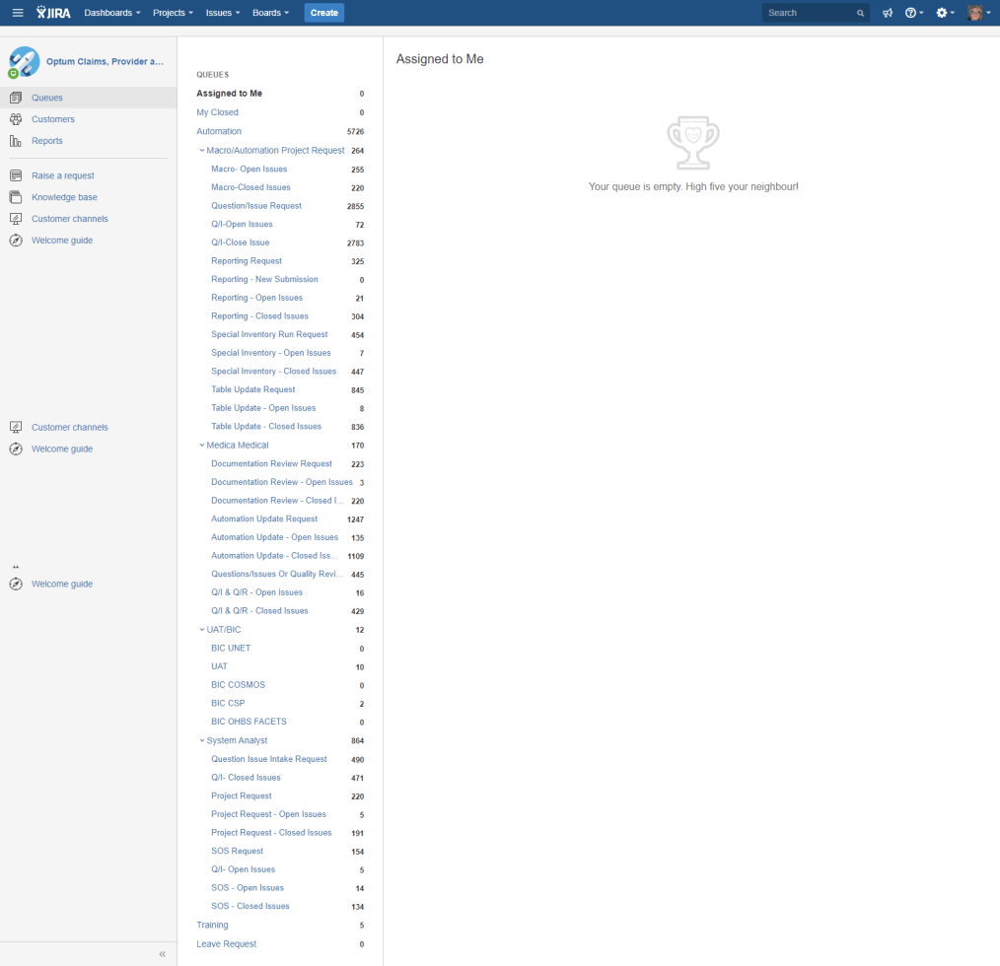 JIRA Dashboards Projects Issues Boards Create Search
Optum Claims, Provider a...
Queues
Customers
Reports
Raise a request
Knowledge base
Customer channels
Welcome guide
Customer channels
Welcome guide
Welcome guide
QUEUES
Assigned to Me 0
My Closed 0
Automation 5726
Macro/Automation Project Request 264
Macro- Open Issues 255
Macro-Closed Issues 220
Question/Issue Request 2855
Q/I-Open Issues 72
Q/I-Close Issue 2783
Reporting Request 325
Reporting - New Submission 0
Reporting - Open Issues 21
Reporting - Closed Issues 304
Special Inventory Run Request 454
Special Inventory - Open Issues 7
Special Inventory - Closed Issues 447
Table Update Request 845
Table Update - Open Issues 8
Table Update - Closed Issues 836
Medica Medical 170
Documentation Review Request 223
Documentation Review - Open Issues 3
Documentation Review - Closed I... 220
Automation Update Request 1247
Automation Update - Open Issues 135
Automation Update - Closed Iss... 1109
Questions/Issues Or Quality Revi... 445
Q/I & Q/R - Open Issues 16
Q/I & Q/R - Closed Issues 429
UAT/BIC 12
BIC UNET 0
UAT 10
BIC COSMOS 0
BIC CSP 2
BIC OHBS FACETS 0
System Analyst 864
Question Issue Intake Request 490
Q/I- Closed Issues 471
Project Request 220
Project Request - Open Issues 5
Project Request - Closed Issues 191
SOS Request 154
Q/I- Open Issues 5
SOS - Open Issues 14
SOS - Closed Issues 134
Training 5
Leave Request 0
Assigned to Me
Your queue is empty. High five your neighbour!